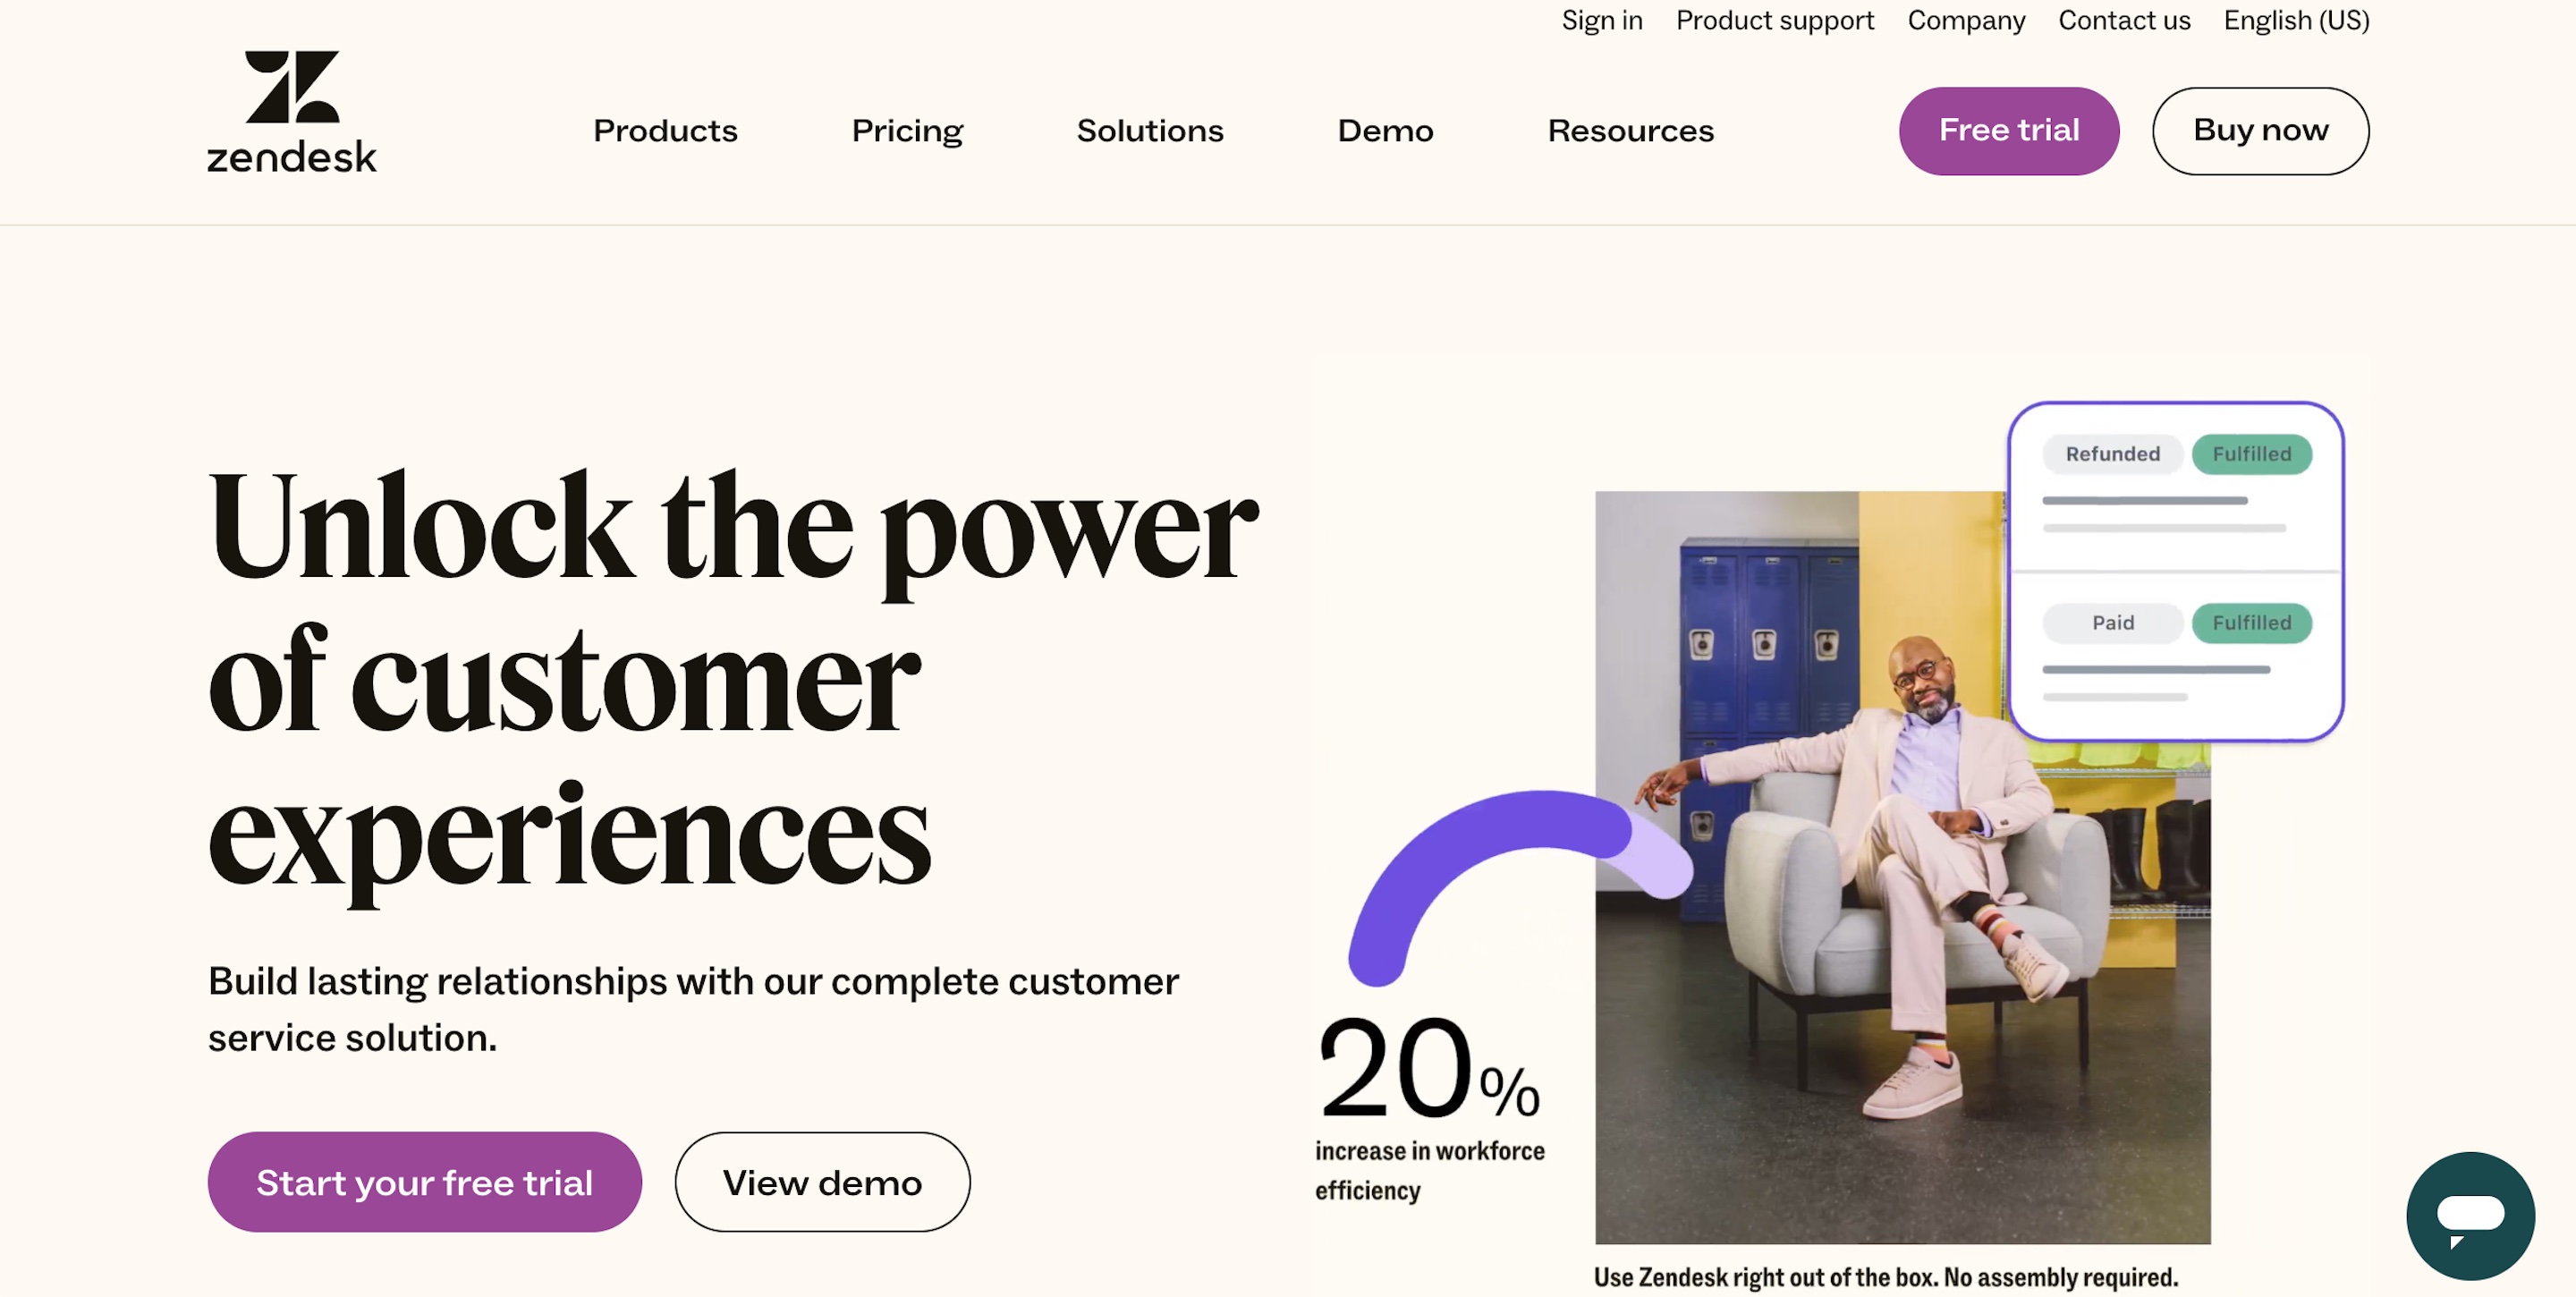 Sign in Product support Company Contact us English (US)
zendesk
Products Pricing Solutions Demo Resources Free trial Buy now
Unlock the power
of customer
experiences
Build lasting relationships with our complete customer
service solution.
Start your free trial View demo
Refunded Fulfilled
Paid Fulfilled
20%
increase in workforce
efficiency
Use Zendesk right out of the box. No assembly required.